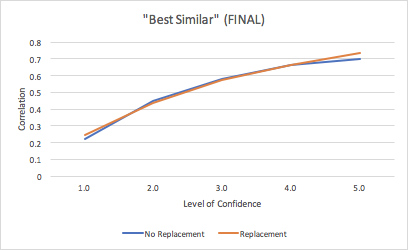 "Best Similar" (FINAL)
0.8
0.7
0.6
0.5
0.4
0.3
0.2
0.1
0
Correlation
1.0 2.0 3.0 4.0 5.0
Level of Confidence
No Replacement Replacement